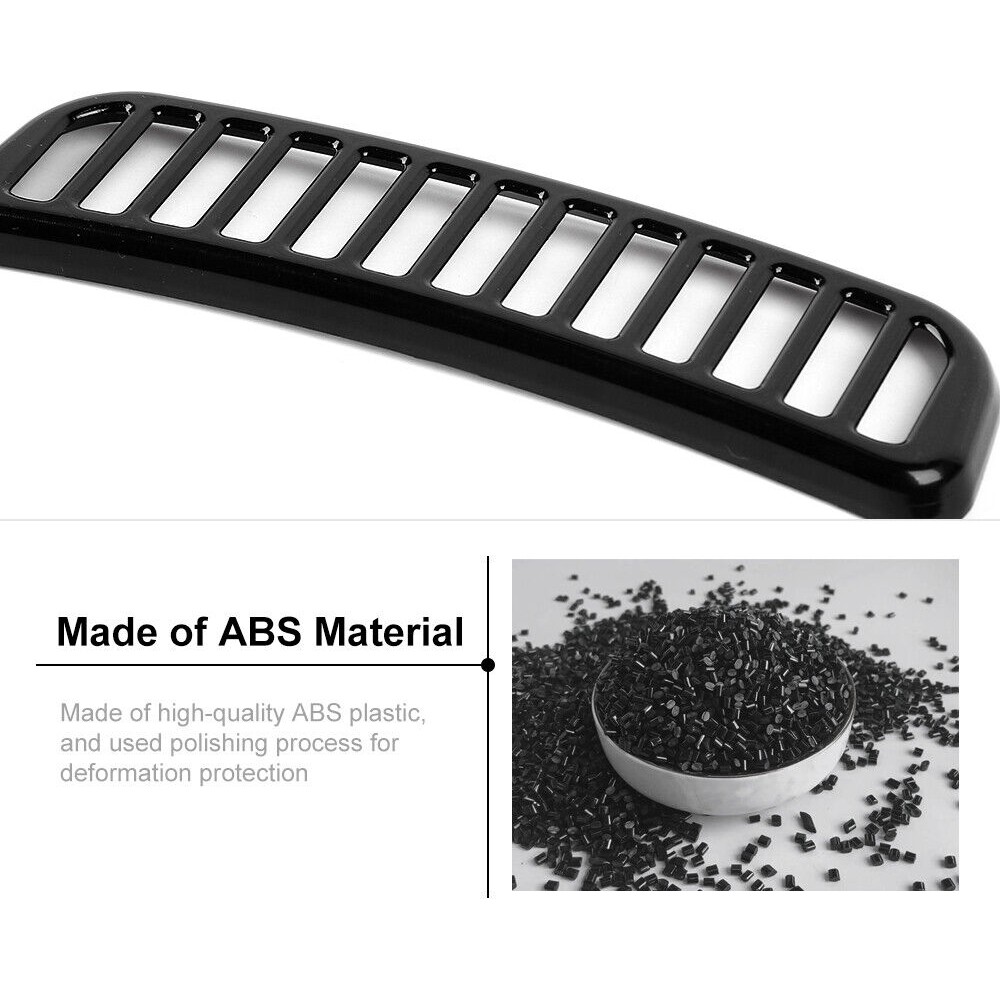 Made of ABS Material
Made of high-quality ABS plastic,
and used polishing process for
deformation protection